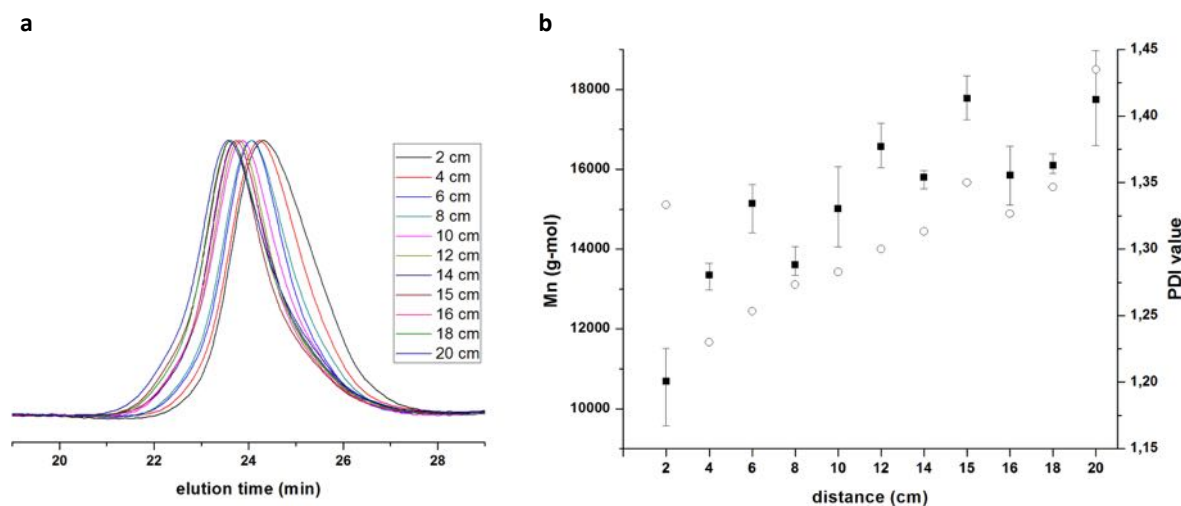 a
2 cm
4 cm
6 cm
8 cm
10 cm
12 cm
14 cm
15 cm
16 cm
18 cm
20 cm
20 22 24 26 28
elution time (min)
b
18000
16000
14000
12000
10000
Mn (g-mol)
1,45
1,40
1,35
1,30
1,25
1,20
1,15
PDI value
2 4 6 8 10 12 14 15 16 18 20
distance (cm)